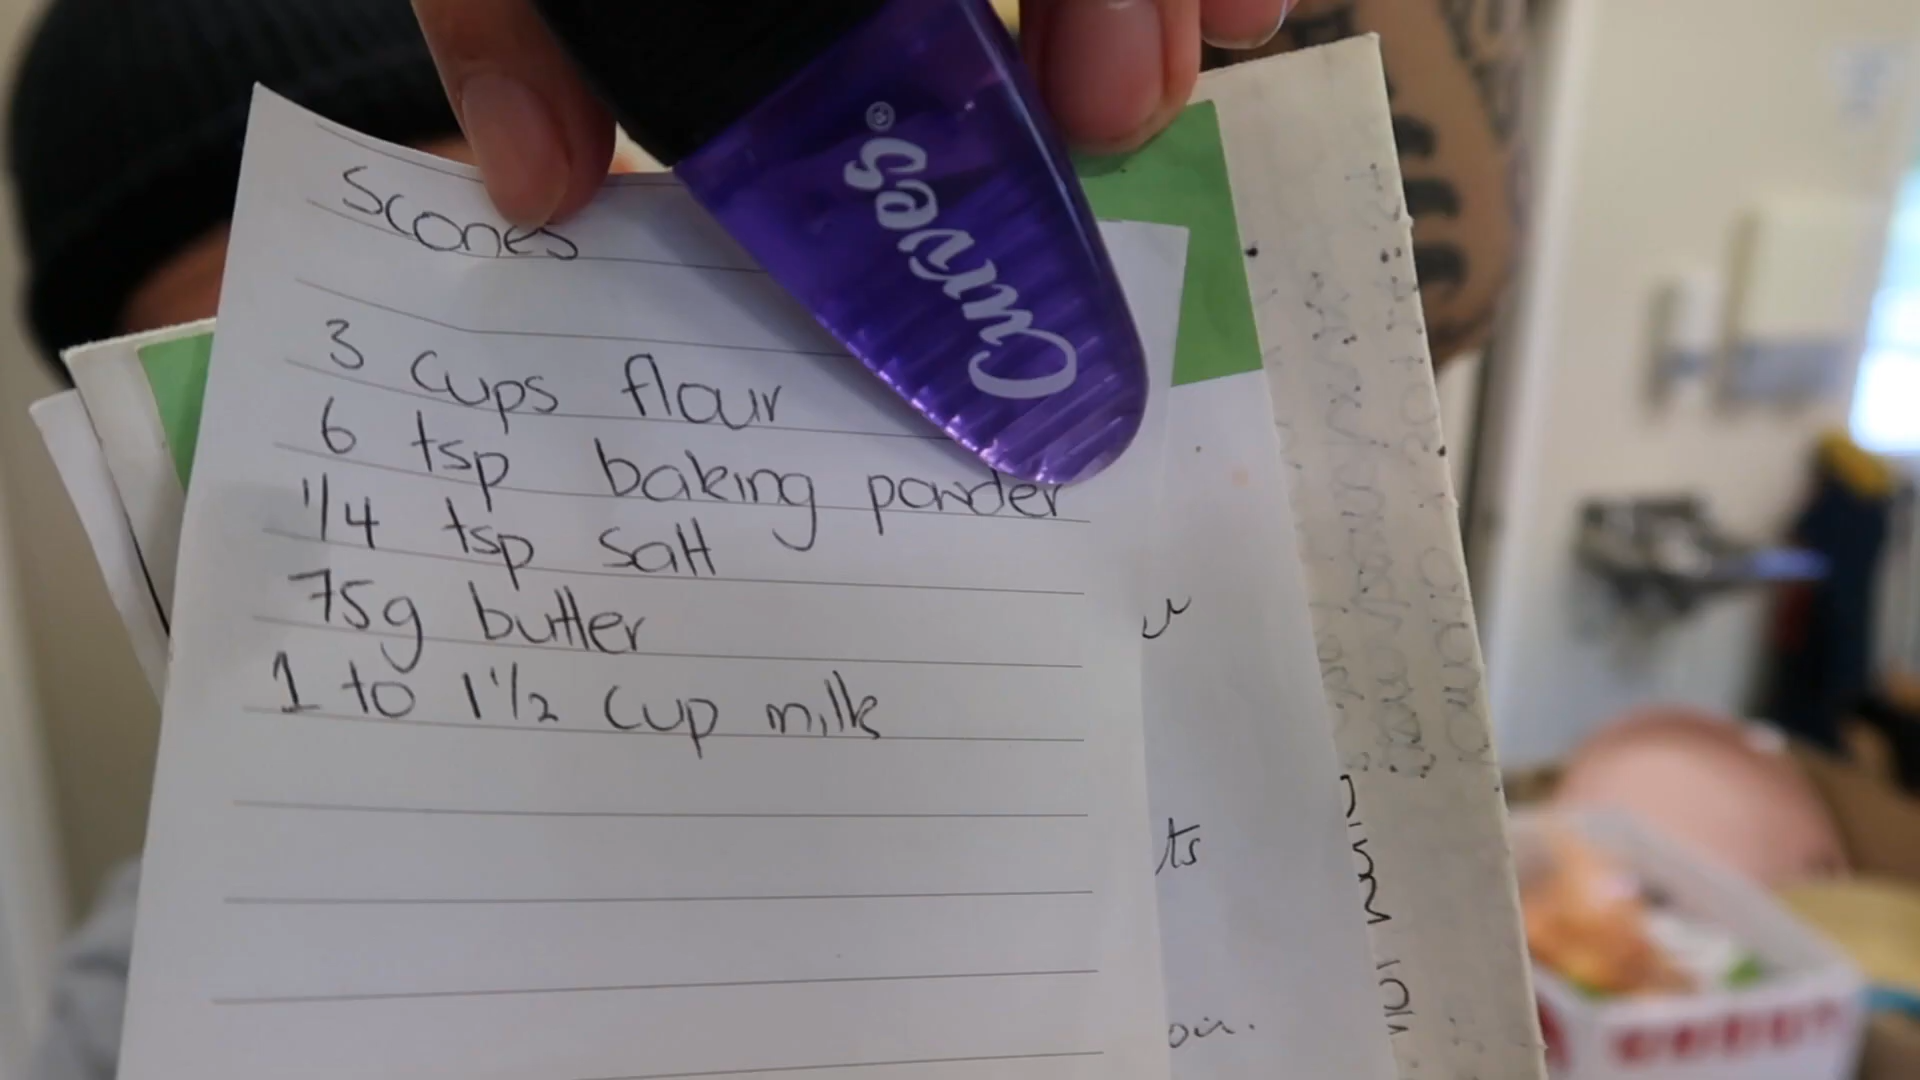 Curves®
Scones
3 cups flour
6 tsp baking powder
1/4 tsp salt
75g butter
1 to 1 1/2 cup milk
ts